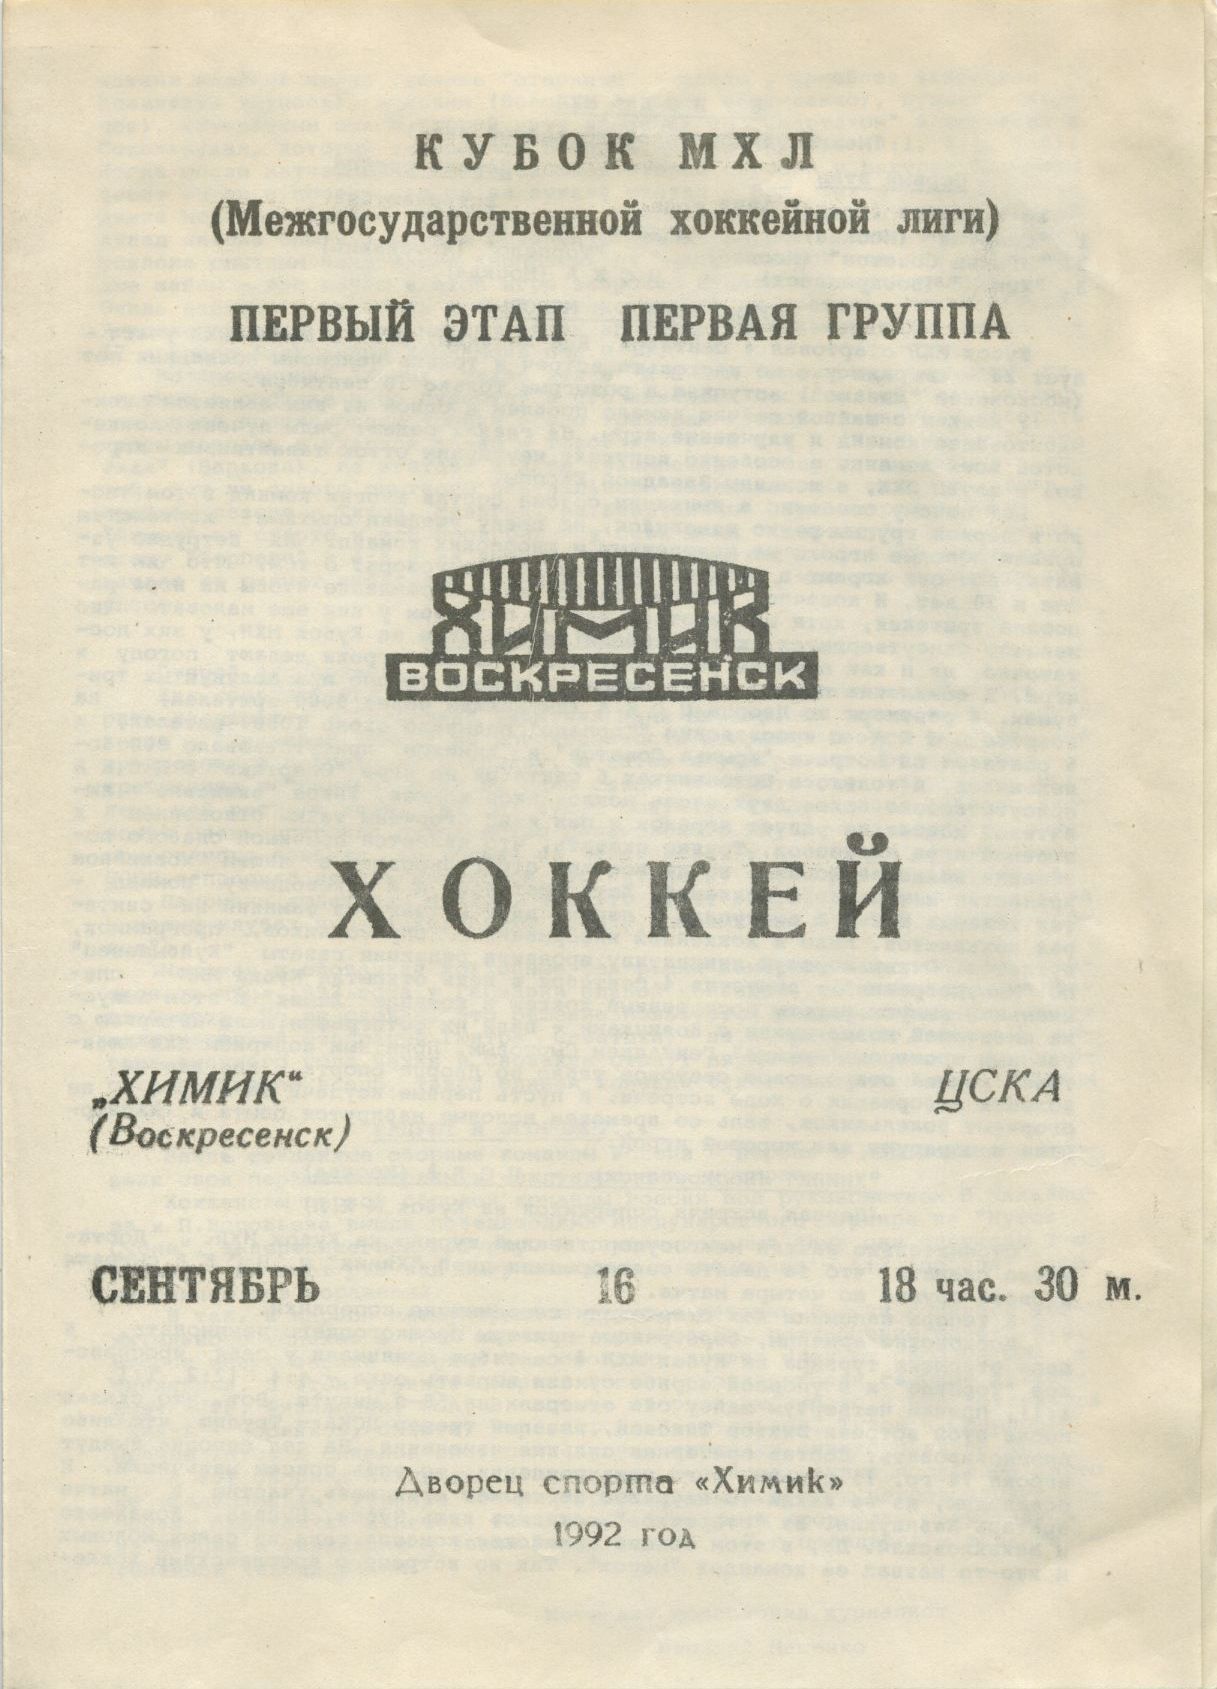 КУБОК МХЛ
(Межгосударственной хоккейной лиги)
ПЕРВЫЙ ЭТАП ПЕРВАЯ ГРУППА
ХИМИК
ВОСКРЕСЕНСК
ХОККЕЙ
„ХИМИК“ ЦСКА
(Воскресенск)
СЕНТЯБРЬ 16 18 час. 30 м.
Дворец спорта «Химик»
1992 год